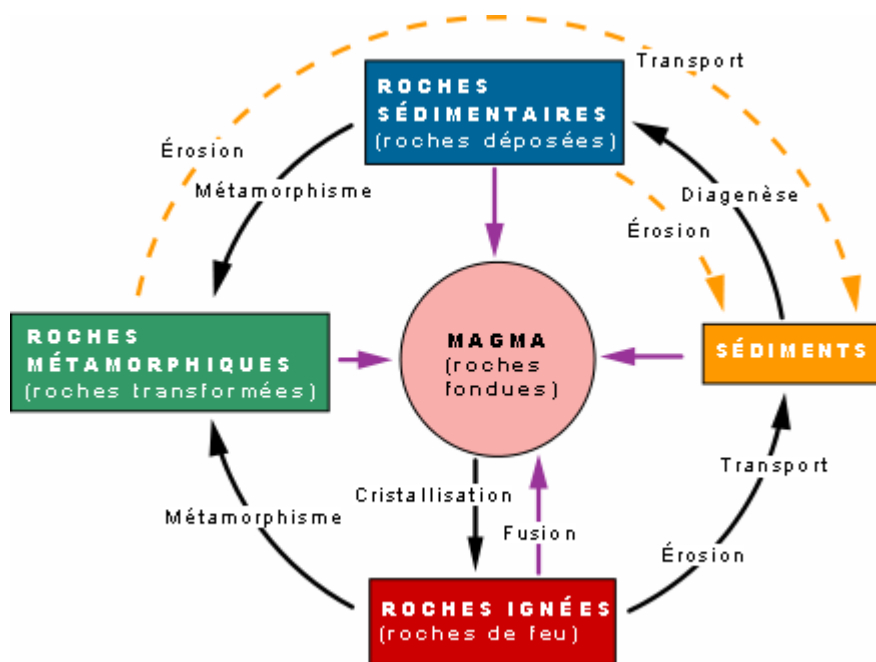 Transport
ROCHES
SÉDIMENTAIRES
(roches déposées)
Érosion
Métamorphisme
Diagenèse
Érosion
ROCHES
MÉTAMORPHIQUES
(roches transformées)
MAGMA
(roches
fondues)
SÉDIMENTS
Cristallisation
Transport
Métamorphisme
Fusion
Érosion
ROCHES IGNÉES
(roches de feu)